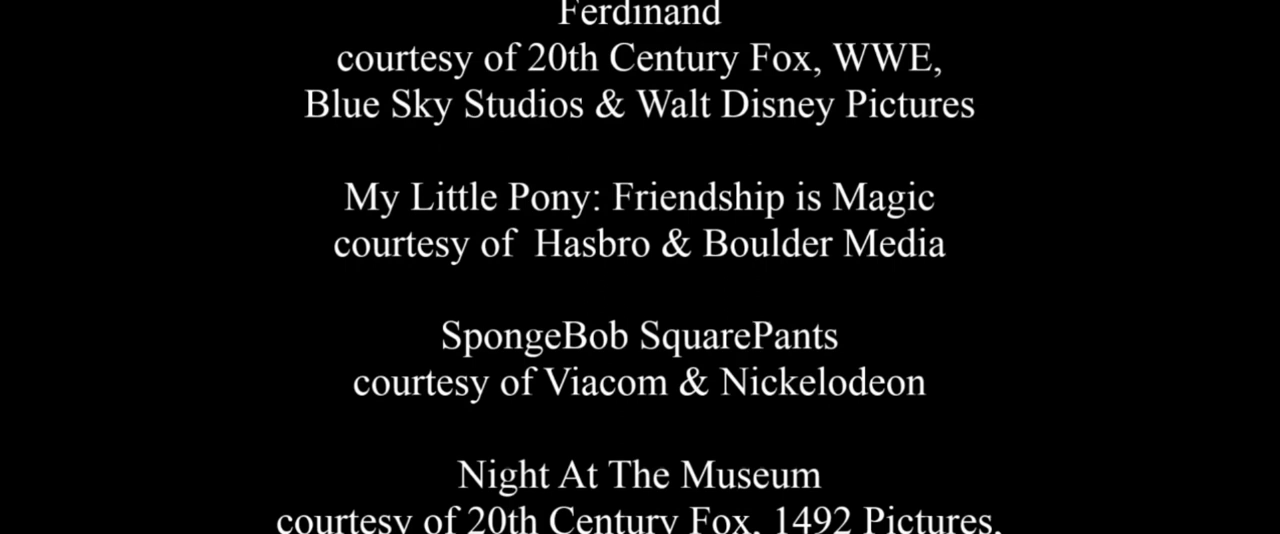 Ferdinand
courtesy of 20th Century Fox, WWE,
Blue Sky Studios & Walt Disney Pictures
My Little Pony: Friendship is Magic
courtesy of Hasbro & Boulder Media
SpongeBob SquarePants
courtesy of Viacom & Nickelodeon
Night At The Museum
courtesy of 20th Century Fox, 1492 Pictures,